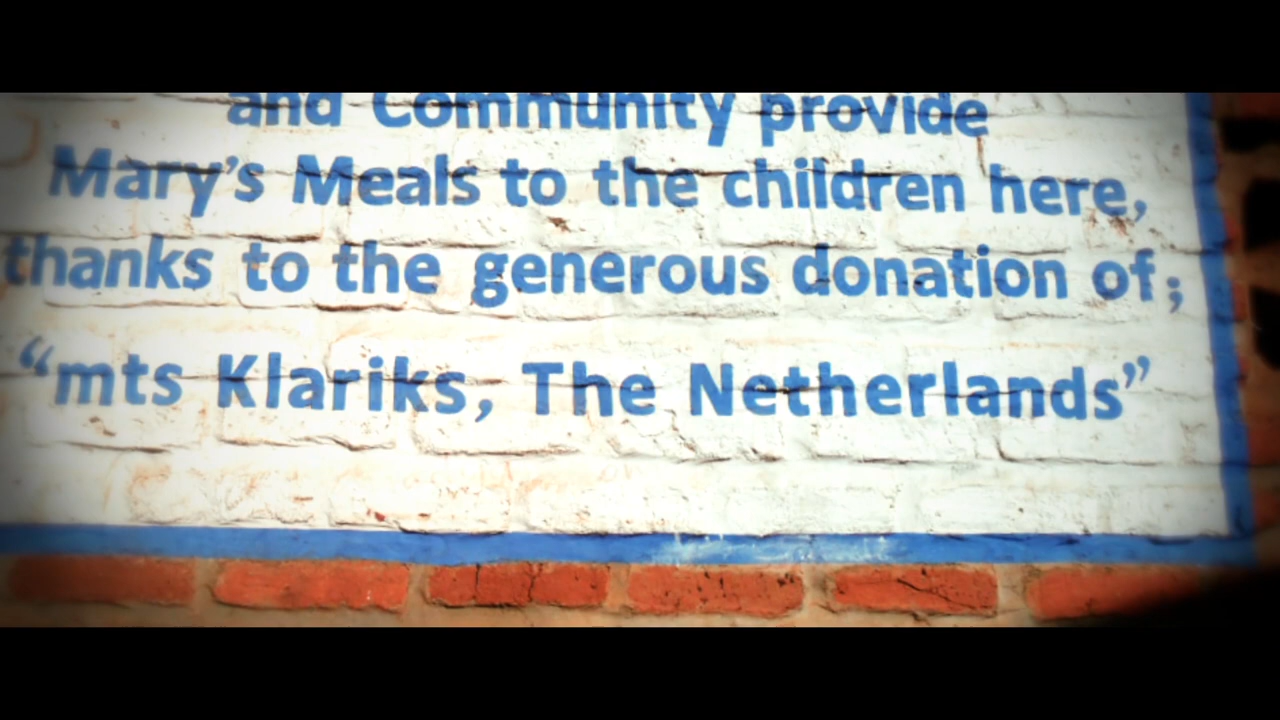 and Community provide
Mary's Meals to the children here,
thanks to the generous donation of;
“mts Klariks, The Netherlands”